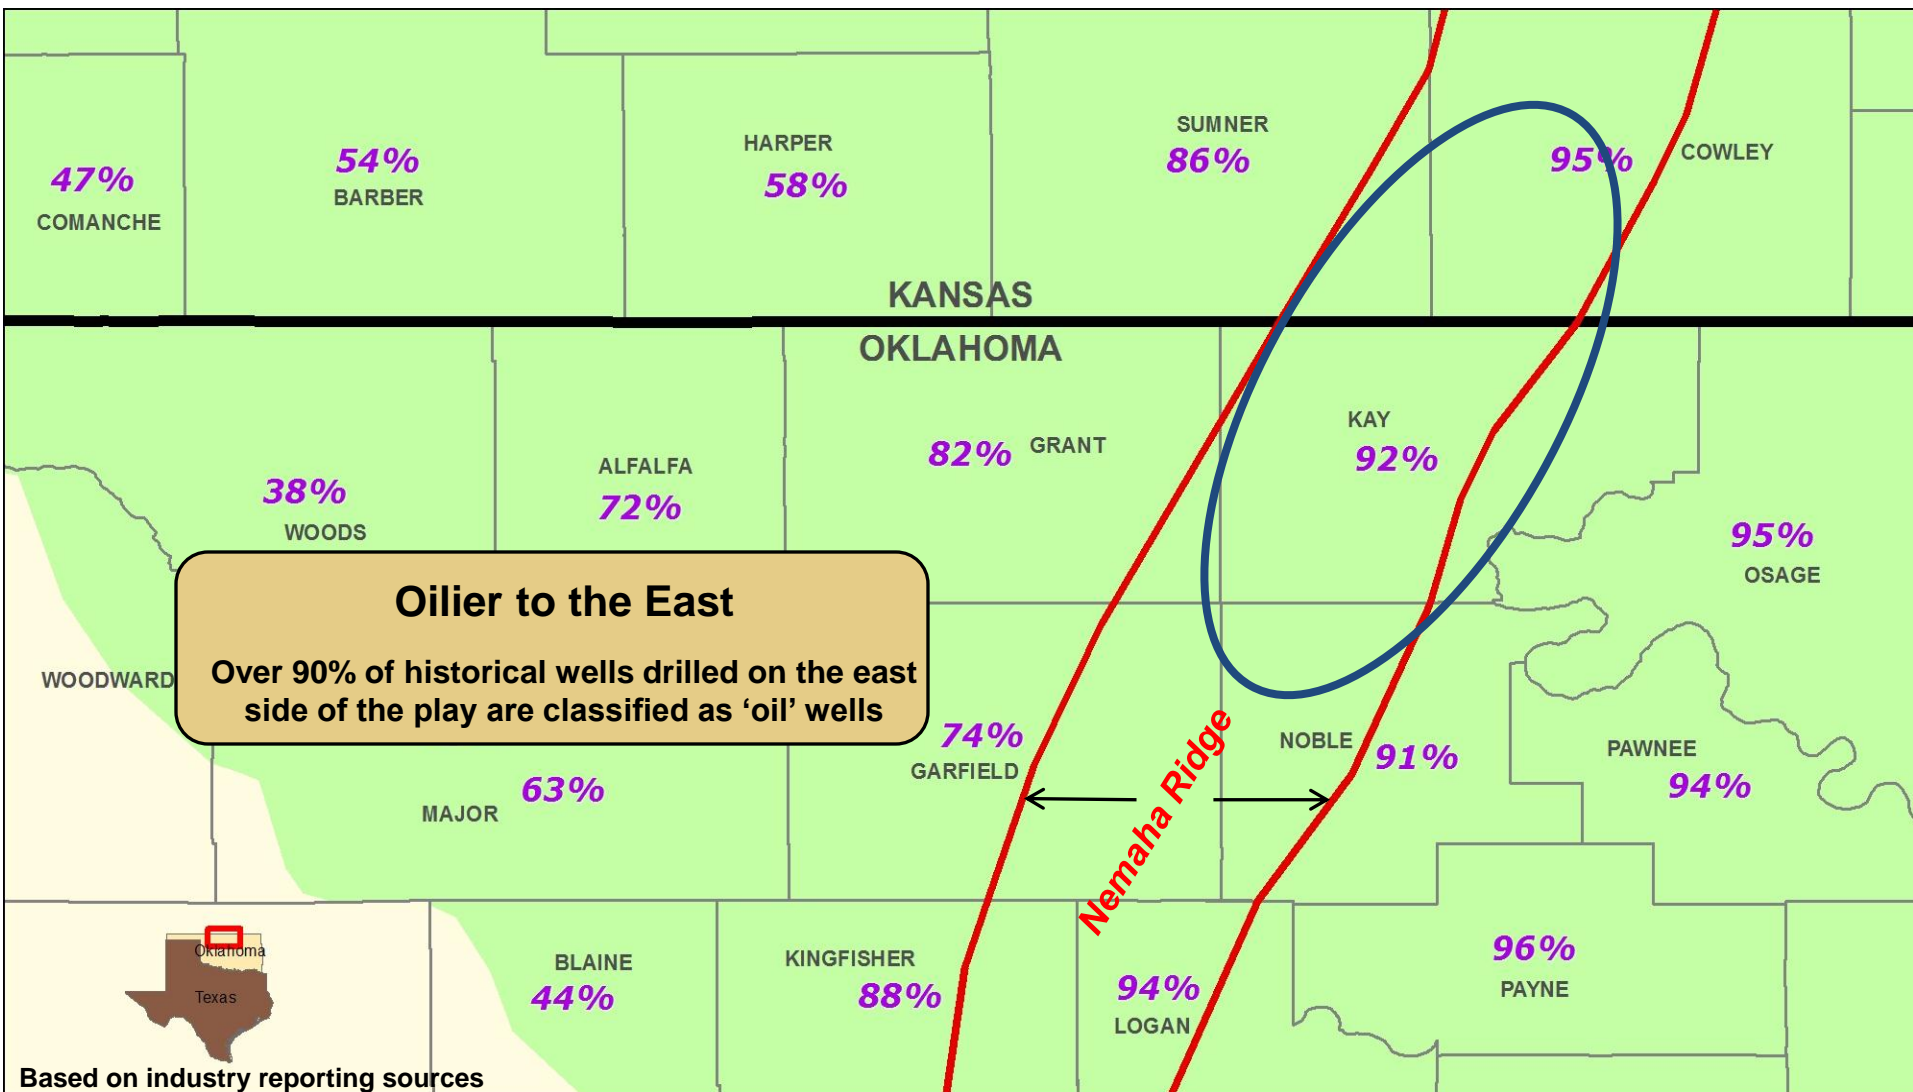 SUMNER
86%
HARPER
58%
54%
BARBER
47%
COMANCHE
95%
COWLEY
KANSAS
OKLAHOMA
KAY
92%
82% GRANT
ALFALFA
72%
38%
WOODS
95%
OSAGE
Oilier to the East
Over 90% of historical wells drilled on the east
side of the play are classified as ‘oil’ wells
WOODWARD
74%
GARFIELD
NOBLE
91%
PAWNEE
94%
MAJOR
63%
Nemaha Ridge
BLAINE
44%
KINGFISHER
88%
94%
LOGAN
96%
PAYNE
Oklahoma
Texas
Based on industry reporting sources